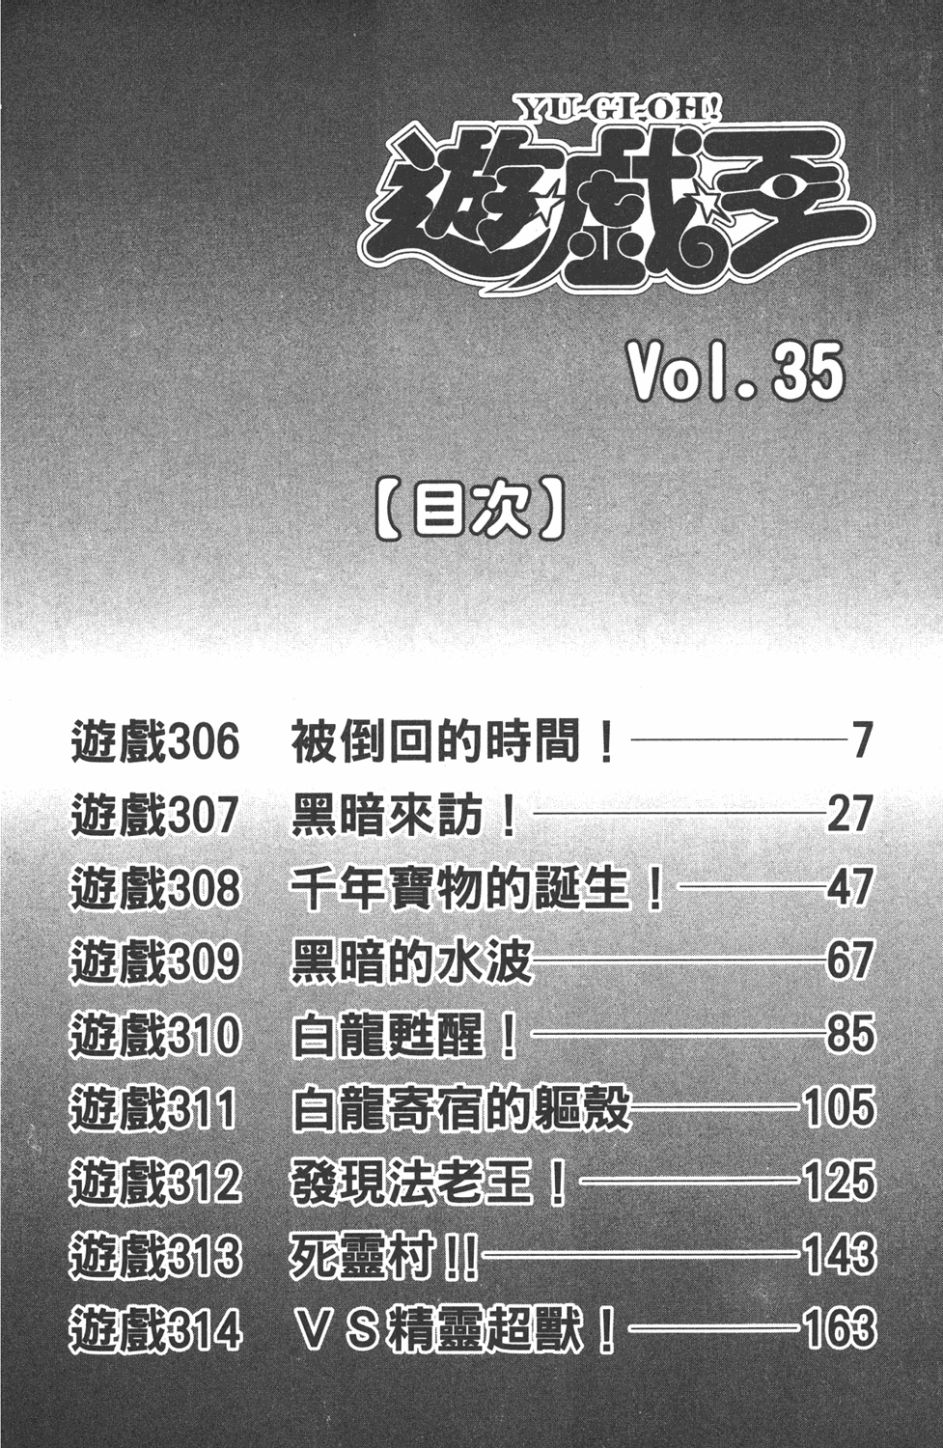 YU-GI-OH!
遊戲王
Vol.35
【目次】
遊戲306 被倒回的時間！ 7
遊戲307 黑暗來訪！ 27
遊戲308 千年寶物的誕生！ 47
遊戲309 黑暗的水波 67
遊戲310 白龍甦醒！ 85
遊戲311 白龍寄宿的軀殼 105
遊戲312 發現法老王！ 125
遊戲313 死靈村!! 143
遊戲314 ＶＳ精靈超獸！ 163